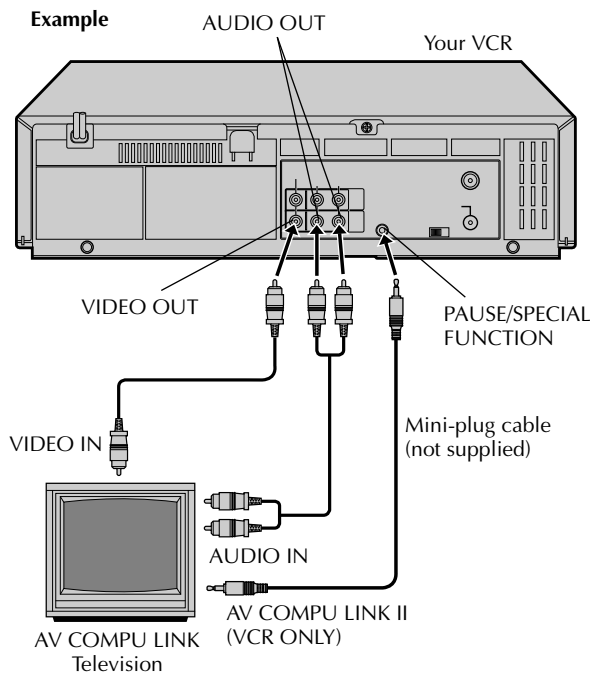 Example
AUDIO OUT
Your VCR
VIDEO OUT
PAUSE/SPECIAL
FUNCTION
Mini-plug cable
(not supplied)
VIDEO IN
AUDIO IN
AV COMPU LINK II
(VCR ONLY)
AV COMPU LINK
Television